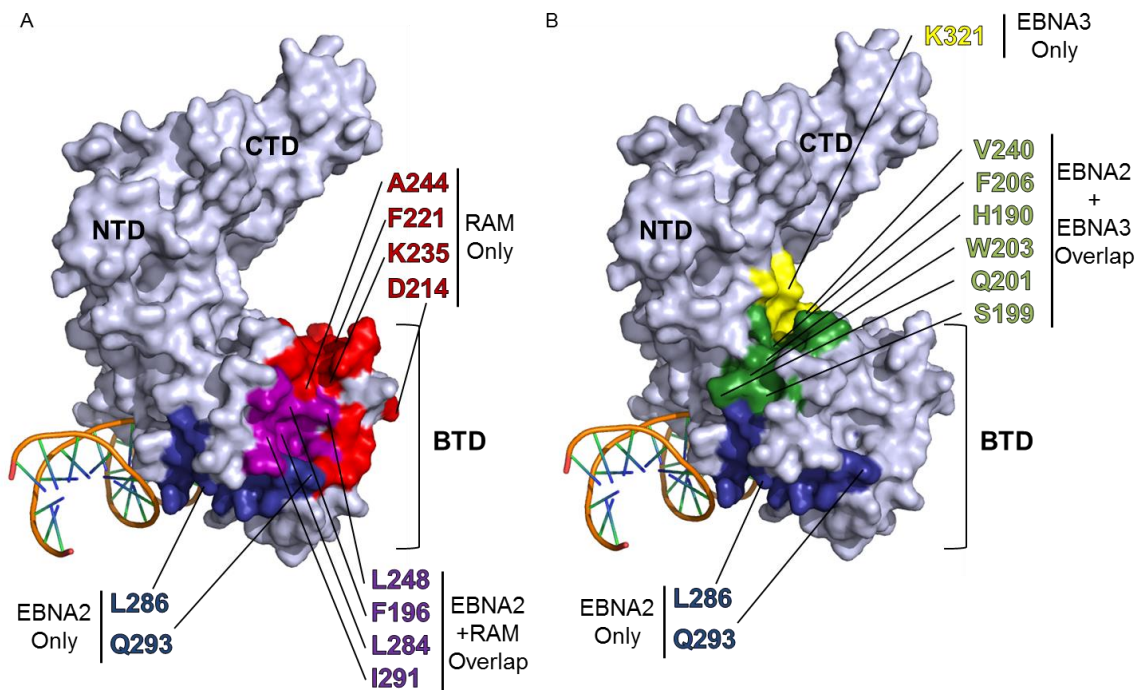 A
CTD
NTD
A244
F221
K235
D214
RAM
Only
BTD
EBNA2
Only
L286
Q293
L248
F196
L284
I291
EBNA2
+RAM
Overlap
B
K321
EBNA3
Only
CTD
NTD
V240
F206
H190
W203
Q201
S199
EBNA2
+
EBNA3
Overlap
BTD
EBNA2
Only
L286
Q293